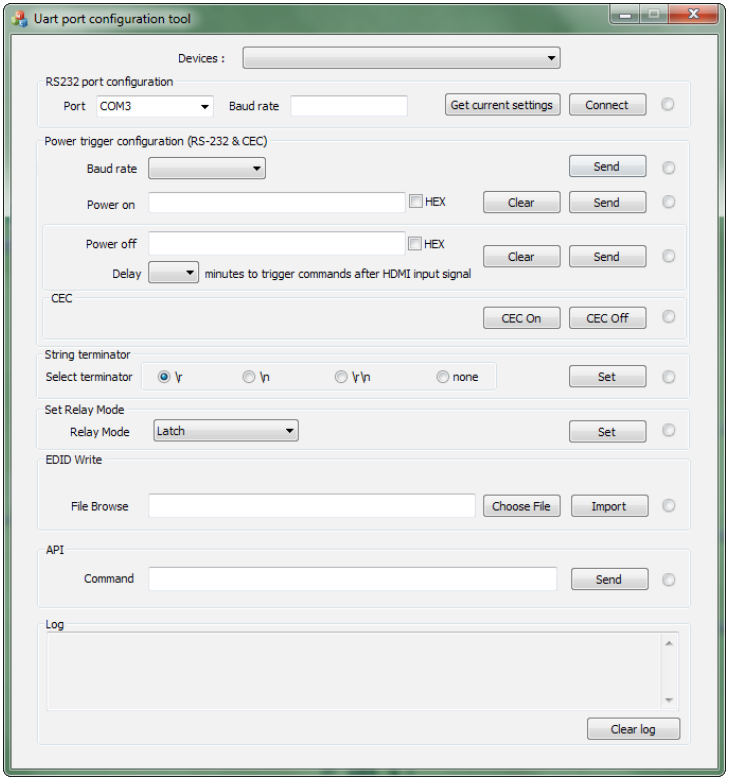 Uart port configuration tool
Devices :
RS232 port configuration
Port COM3 Baud rate Get current settings Connect
Power trigger configuration (RS-232 & CEC)
Baud rate Send
Power on HEX Clear Send
Power off HEX
Clear Send
Delay minutes to trigger commands after HDMI input signal
CEC
CEC On CEC Off
String terminator
Select terminator \r \n \r\n none Set
Set Relay Mode
Relay Mode Latch Set
EDID Write
File Browse Choose File Import
API
Command Send
Log
Clear log